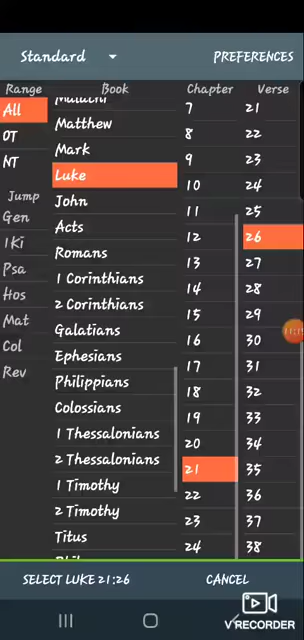 Standard PREFERENCES
Range Book Chapter Verse
All
OT
NT
Jump
Gen
1Ki
Psa
Hos
Mat
Col
Rev
Malachi
Matthew
Mark
Luke
John
Acts
Romans
1 Corinthians
2 Corinthians
Galatians
Ephesians
Philippians
Colossians
1 Thessalonians
2 Thessalonians
1 Timothy
2 Timothy
Titus
7
8
9
10
11
12
13
14
15
16
17
18
19
20
21
22
23
24
21
22
23
24
25
26
27
28
29
30
31
32
33
34
35
36
37
38
SELECT LUKE 21:26 CANCEL
V RECORDER